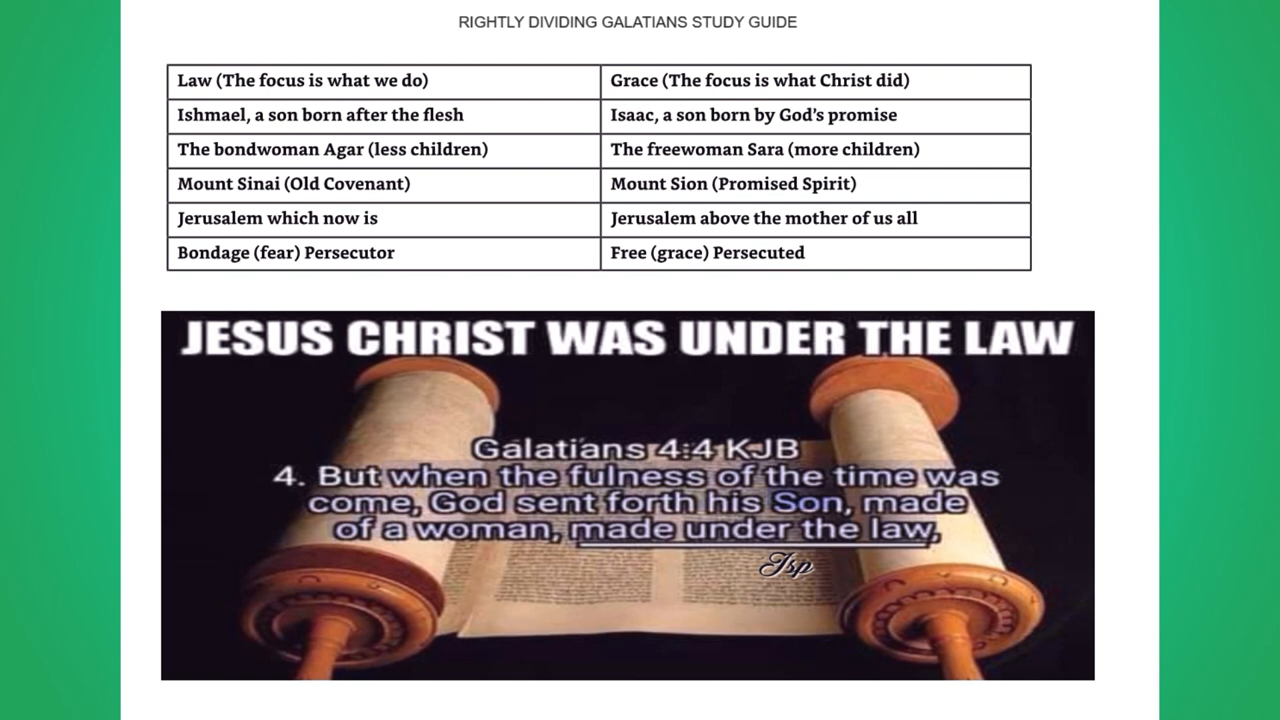 RIGHTLY DIVIDING GALATIANS STUDY GUIDE
Law (The focus is what we do) Grace (The focus is what Christ did)
Ishmael, a son born after the flesh Isaac, a son born by God’s promise
The bondwoman Agar (less children) The freewoman Sara (more children)
Mount Sinai (Old Covenant) Mount Sion (Promised Spirit)
Jerusalem which now is Jerusalem above the mother of us all
Bondage (fear) Persecutor Free (grace) Persecuted
JESUS CHRIST WAS UNDER THE LAW
Galatians 4:4 KJB
4. But when the fulness of the time was
come, God sent forth his Son, made
of a woman, made under the law,
Jsp